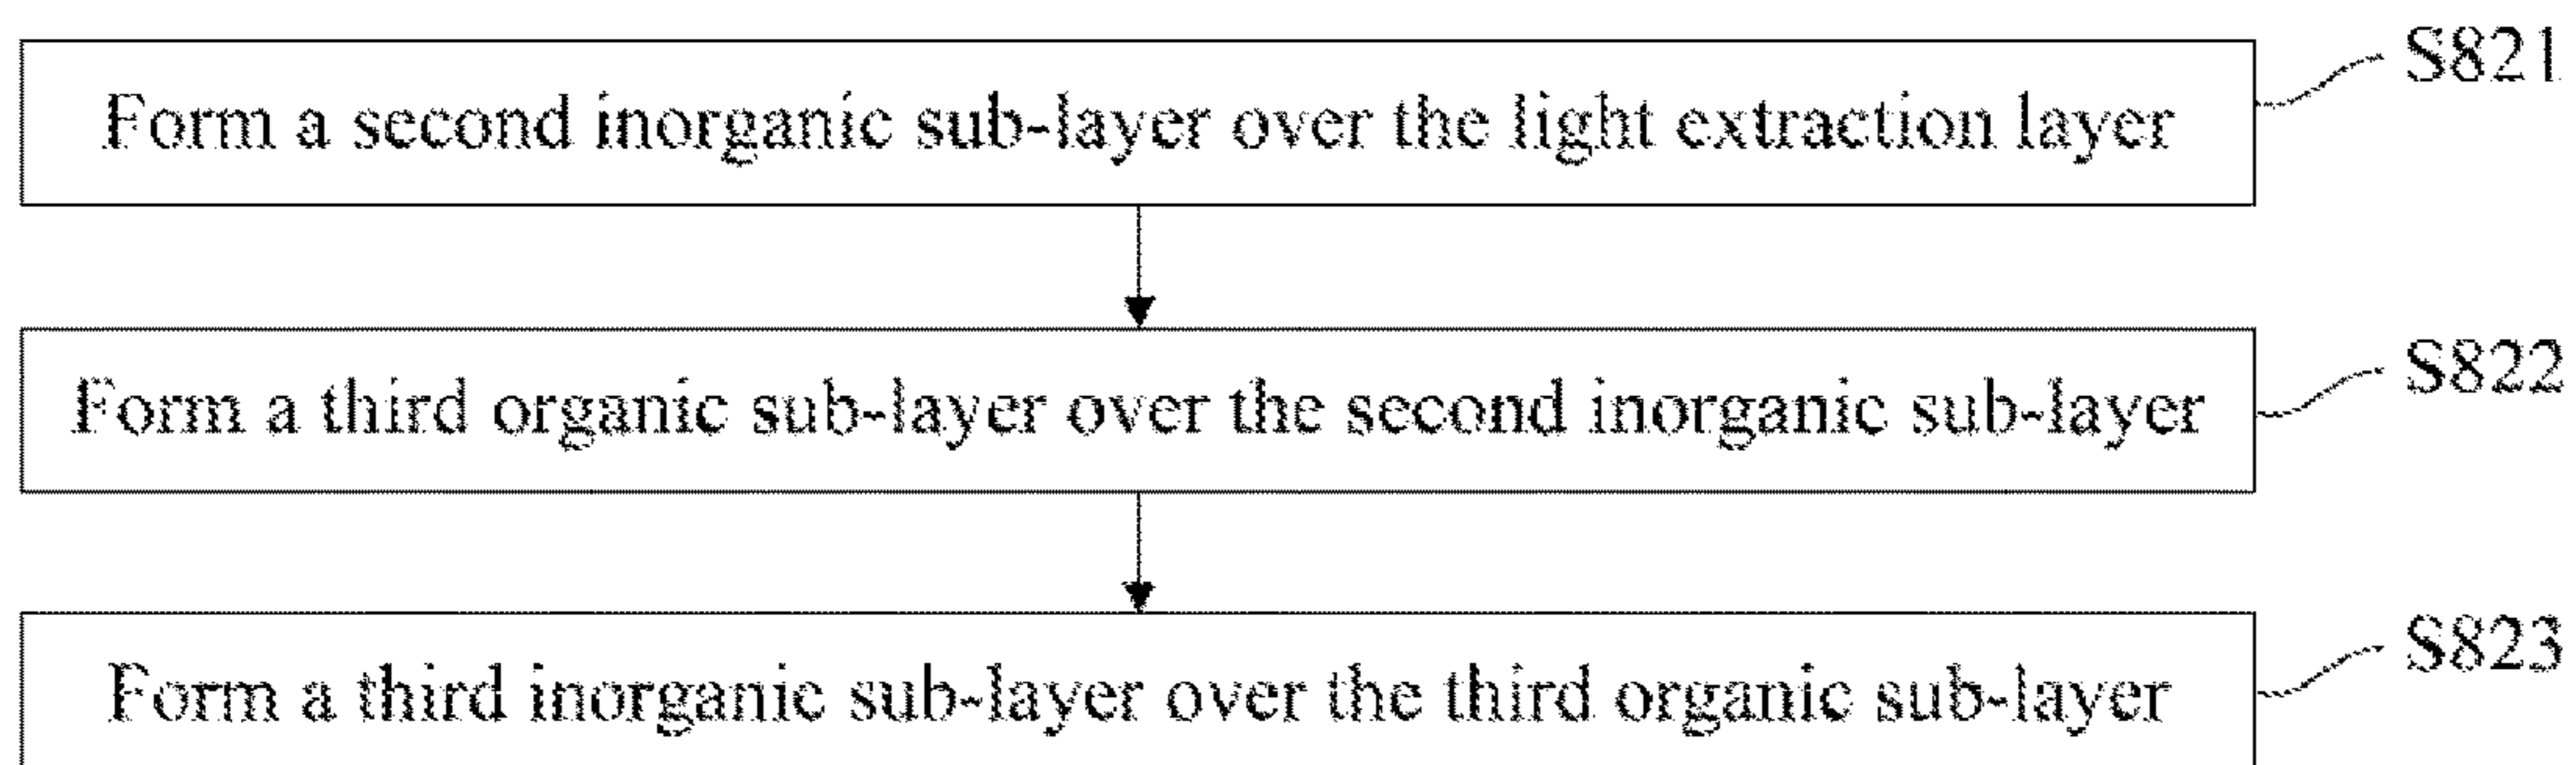 Form a second inorganic sub-layer over the light extraction layer
S821
Form a third organic sub-layer over the second inorganic sub-layer
S822
Form a third inorganic sub-layer over the third organic sub-layer
S823